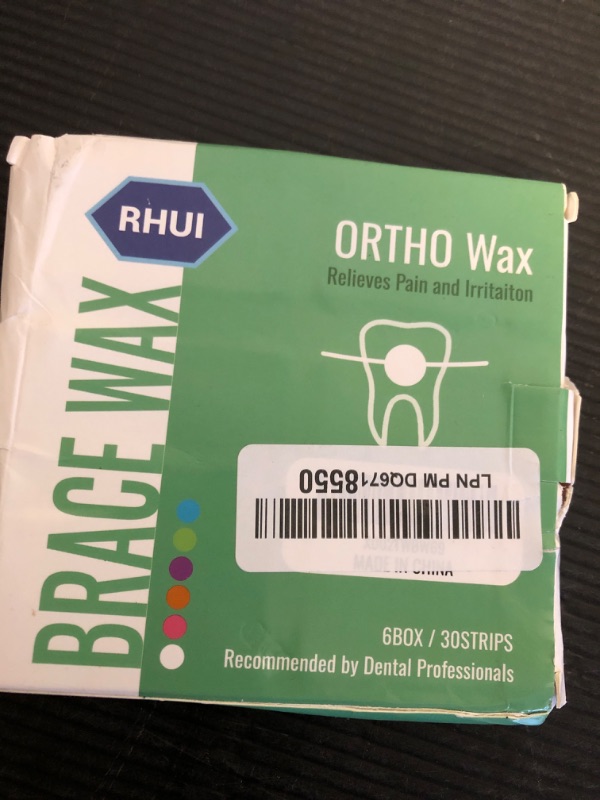 RHUI
BRACE WAX
ORTHO Wax
Relieves Pain and Irritaiton
LPN PM DQ6718550
MADE IN CHINA
6BOX / 30STRIPS
Recommended by Dental Professionals